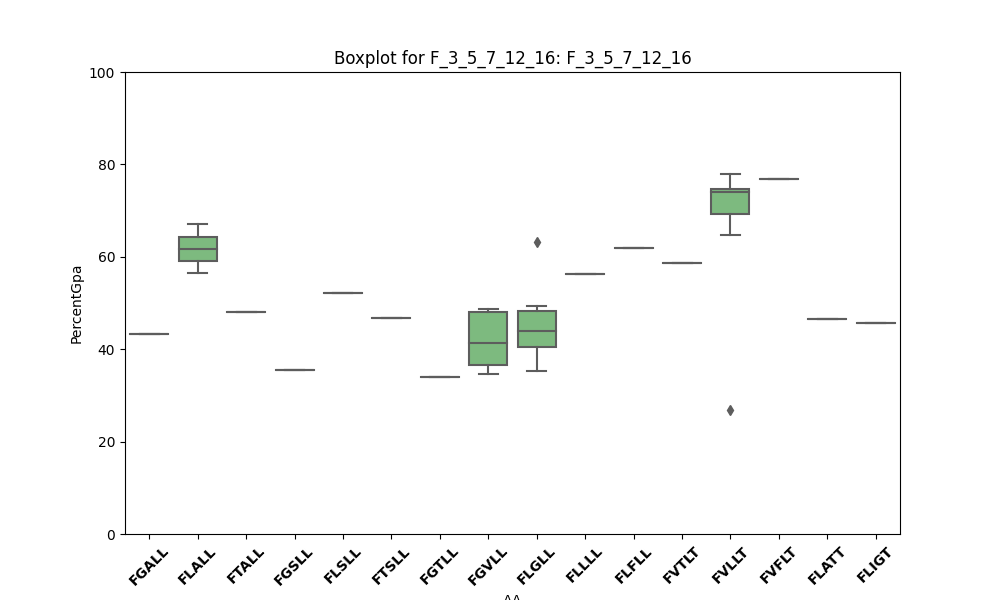 Boxplot for F_3_5_7_12_16: F_3_5_7_12_16
100
80
60
40
20
0
PercentGpa
FGALL
FLALL
FTALL
FGSLL
FLSLL
FTSLL
FGTLL
FGVLL
FLGLL
FLLLL
FLFLL
FVTLT
FVLLT
FVFLT
FLATT
FLIGT
AA